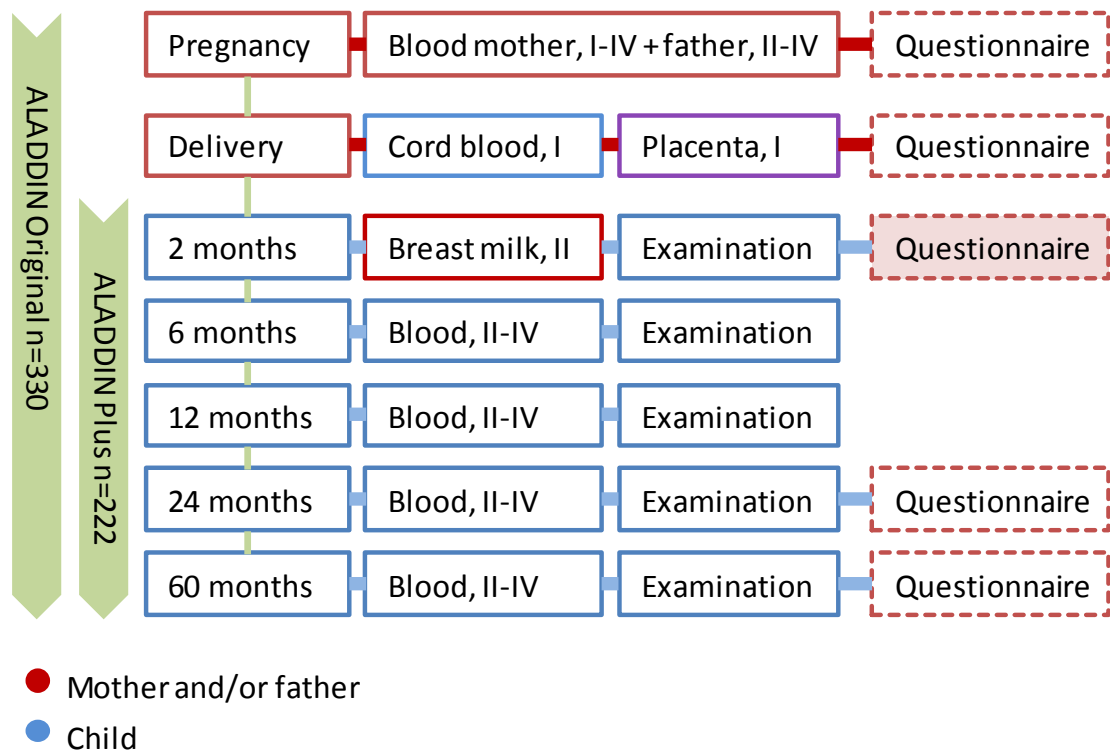 ALADDIN Original n=330
ALADDIN Plus n=222
Pregnancy Blood mother, I-IV + father, II-IV Questionnaire
Delivery Cord blood, I Placenta, I Questionnaire
2 months Breast milk, II Examination Questionnaire
6 months Blood, II-IV Examination
12 months Blood, II-IV Examination
24 months Blood, II-IV Examination Questionnaire
60 months Blood, II-IV Examination Questionnaire
Mother and/or father
Child